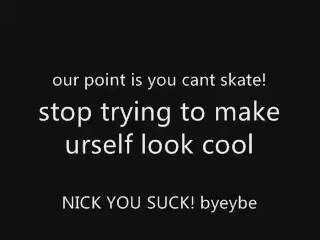 our point is you cant skate!
stop trying to make
urself look cool
NICK YOU SUCK! byeybe